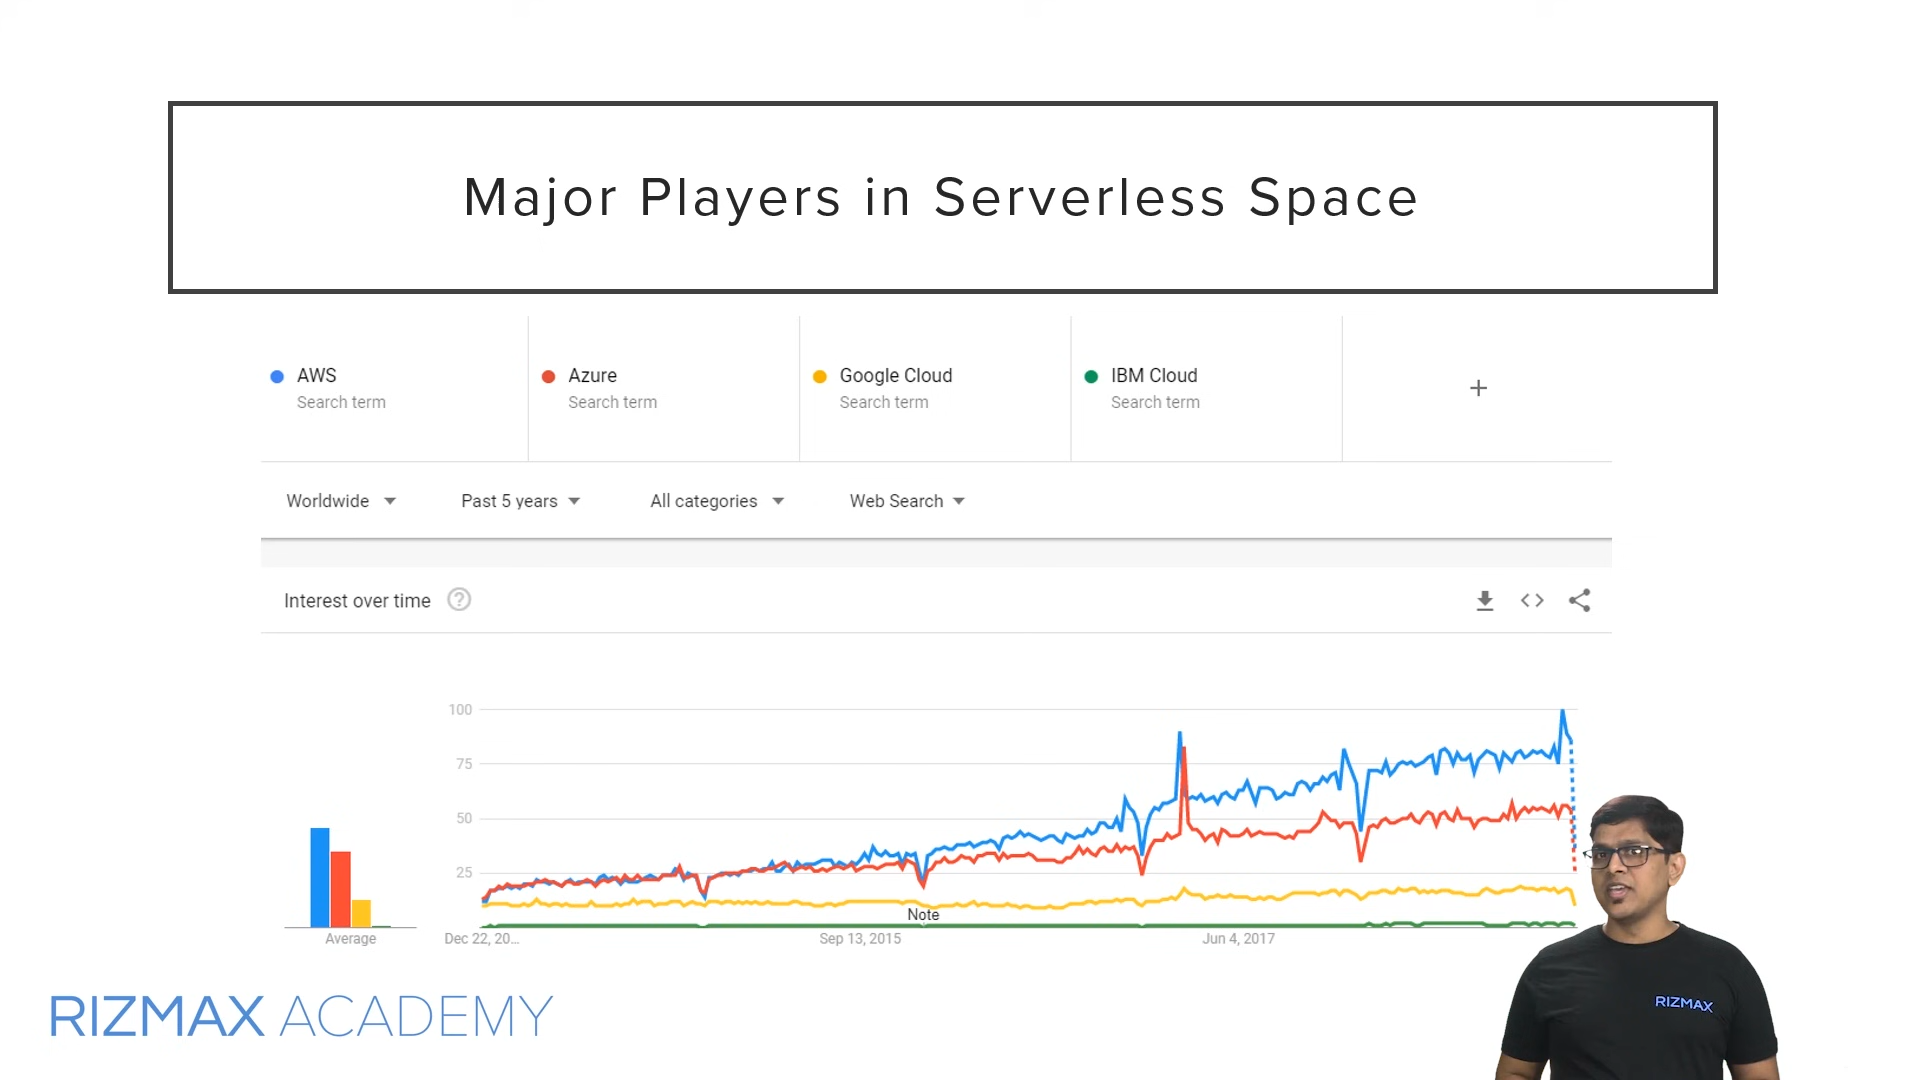 Major Players in Serverless Space
AWS
Search term
Azure
Search term
Google Cloud
Search term
IBM Cloud
Search term
+
Worldwide
Past 5 years
All categories
Web Search
Interest over time ?
100
75
50
25
Note
Average
Dec 22, 20...
Sep 13, 2015
Jun 4, 2017
RIZMAX ACADEMY
RIZMAX